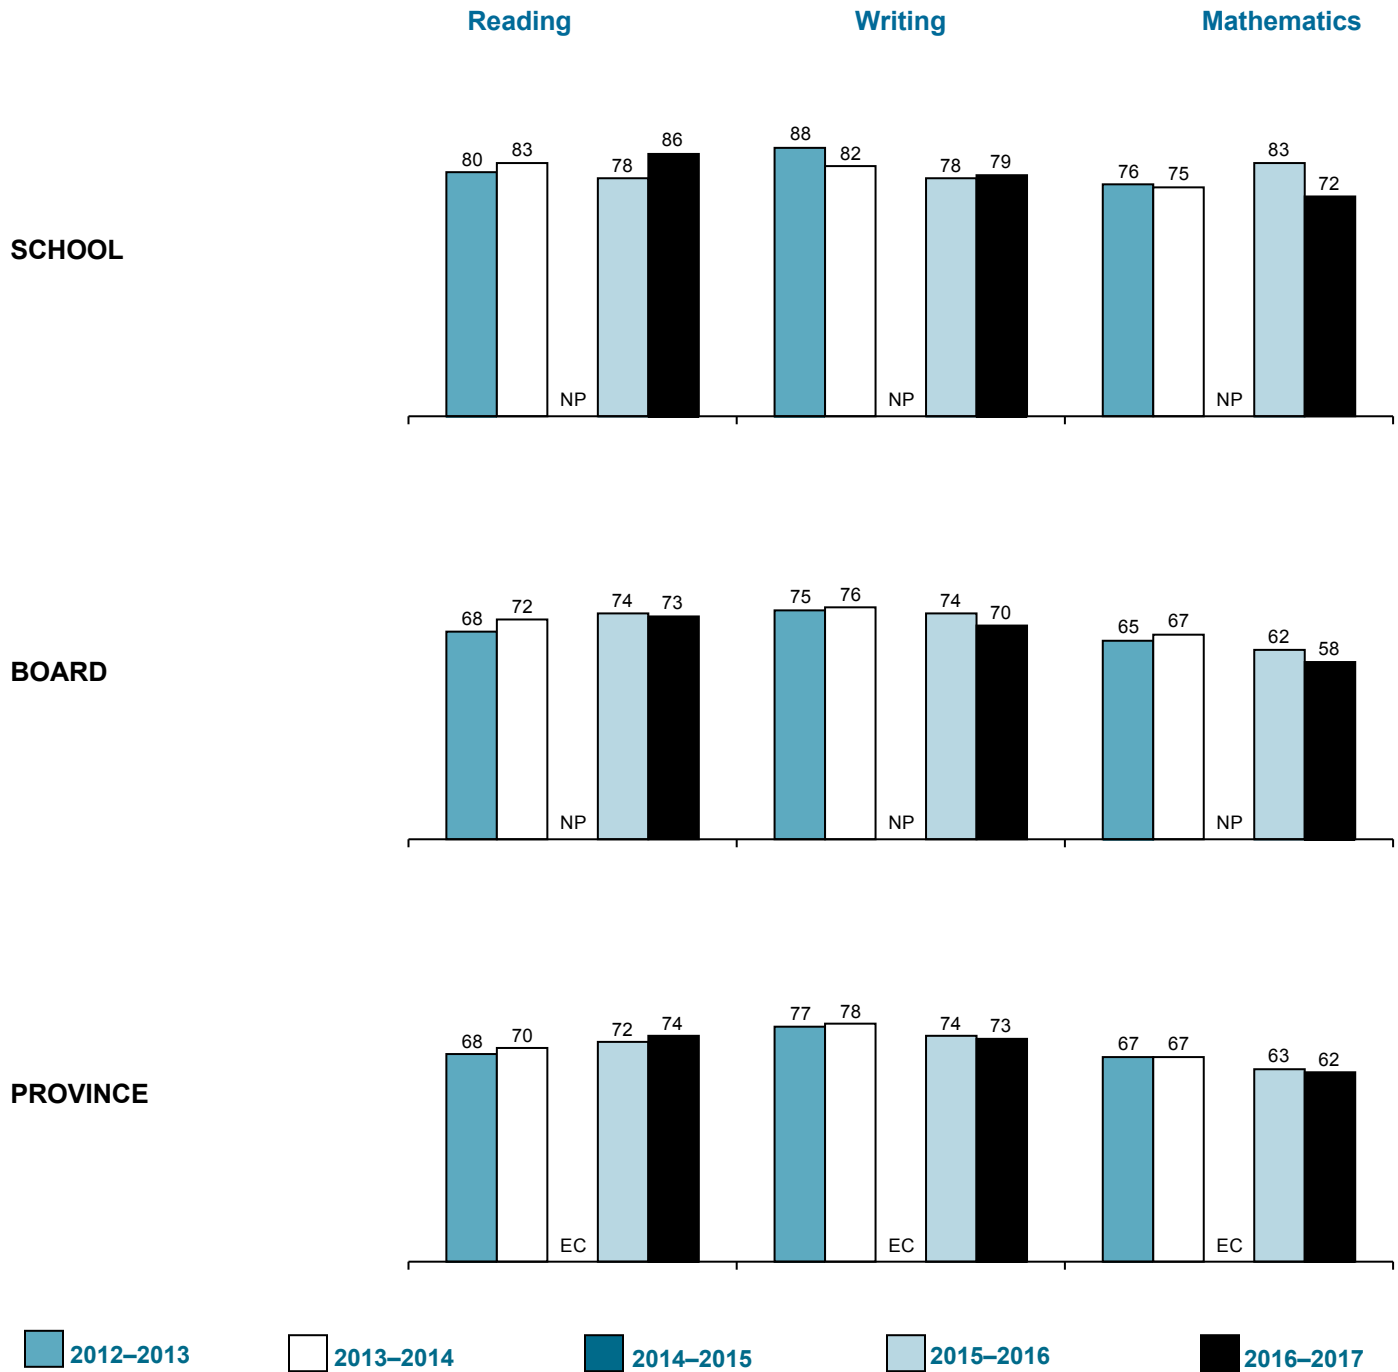 Reading Writing Mathematics
SCHOOL
80 83 NP 78 86 88 82 NP 78 79 76 75 NP 83 72
BOARD
68 72 NP 74 73 75 76 NP 74 70 65 67 NP 62 58
PROVINCE
68 70 EC 72 74 77 78 EC 74 73 67 67 EC 63 62
2012–2013 2013–2014 2014–2015 2015–2016 2016–2017